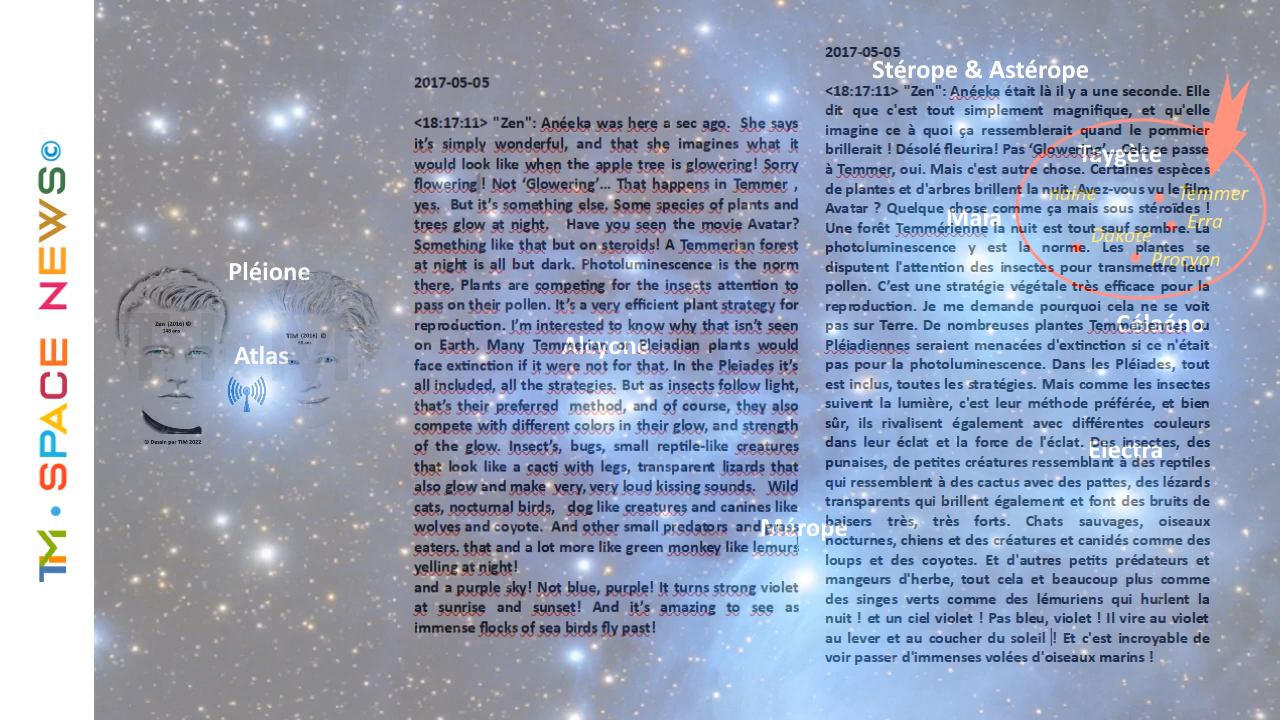 TM • SPACE NEWS©
Pléione
Zen (2016) ©
TIM (2016) ©
Atlas
© Dessin par TIM 2022
2017-05-05
<18:17:11> "Zen": Anéeka was here a sec ago. She says
it's simply wonderful, and that she imagines what it
would look like when the apple tree is glowering! Sorry
flowering ! Not ‘Glowering’... That happens in Temmer ,
yes. But it's something else. Some species of plants and
trees glow at night. Have you seen the movie Avatar?
Something like that but on steroids! A Temmerian forest
at night is all but dark. Photoluminescence is the norm
there. Plants are competing for the insects attention to
pass on their pollen. It's a very efficient plant strategy for
reproduction. I'm interested to know why that isn't seen
on Earth. Many Temmerian or Pleiadian plants would
face extinction if it were not for that. In the Pleiades it's
all included, all the strategies. But as insects follow light,
that's their preferred method, and of course, they also
compete with different colors in their glow, and strength
of the glow. Insect's, bugs, small reptile-like creatures
that look like a cacti with legs, transparent lizards that
also glow and make very, very loud kissing sounds. Wild
cats, nocturnal birds, dog like creatures and canines like
wolves and coyote. And other small predators and grass
eaters. that and a lot more like green monkey like lemurs
yelling at night!
and a purple sky! Not blue, purple! It turns strong violet
at sunrise and sunset! And it's amazing to see as
immense flocks of sea birds fly past!
Alcyone
Mérope
2017-05-05
Stérope & Astérope
<18:17:11> "Zen": Anéeka était là il y a une seconde. Elle
dit que c'est tout simplement magnifique, et qu'elle
imagine ce à quoi ça ressemblerait quand le pommier
brillerait ! Désolé fleurira! Pas ‘Glowering’... Cela se passe
à Temmer, oui. Mais c'est autre chose. Certaines espèces
de plantes et d'arbres brillent la nuit. Avez-vous vu le film
Avatar ? Quelque chose comme ça mais sous stéroïdes !
Une forêt Temmérienne la nuit est tout sauf sombre. La
photoluminescence y est la norme. Les plantes se
disputent l'attention des insectes pour transmettre leur
pollen. C'est une stratégie végétale très efficace pour la
reproduction. Je me demande pourquoi cela ne se voit
pas sur Terre. De nombreuses plantes Temmériennes ou
Pléiadiennes seraient menacées d'extinction si ce n'était
pas pour la photoluminescence. Dans les Pléiades, tout
est inclus, toutes les stratégies. Mais comme les insectes
suivent la lumière, c'est leur méthode préférée, et bien
sûr, ils rivalisent également avec différentes couleurs
dans leur éclat et la force de l'éclat. Des insectes, des
punaises, de petites créatures ressemblant à des reptiles
qui ressemblent à des cactus avec des pattes, des lézards
transparents qui brillent également et font des bruits de
baisers très, très forts. Chats sauvages, oiseaux
nocturnes, chiens et des créatures et canidés comme des
loups et des coyotes. Et d'autres petits prédateurs et
mangeurs d'herbe, tout cela et beaucoup plus comme
des singes verts comme des lémuriens qui hurlent la
nuit ! et un ciel violet ! Pas bleu, violet ! Il vire au violet
au lever et au coucher du soleil ! Et c'est incroyable de
voir passer d'immenses volées d'oiseaux marins !
Taygète
naine
Temmer
Maia
Erra
Dakote
Procyon
Célaéno
Electra